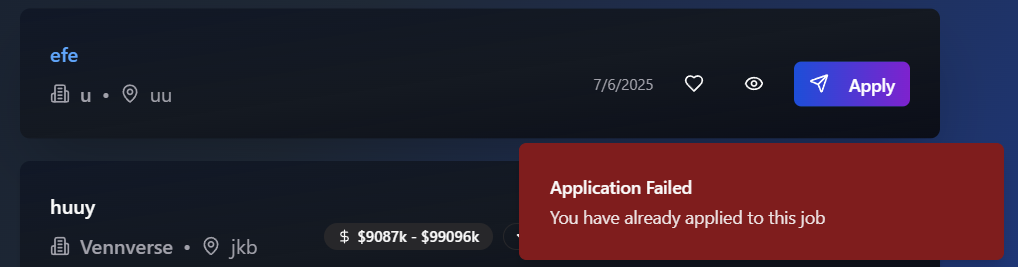 efe
u • uu
7/6/2025
Apply
huuy
Vennverse • jkb
$ $9087k - $99096k
Application Failed
You have already applied to this job